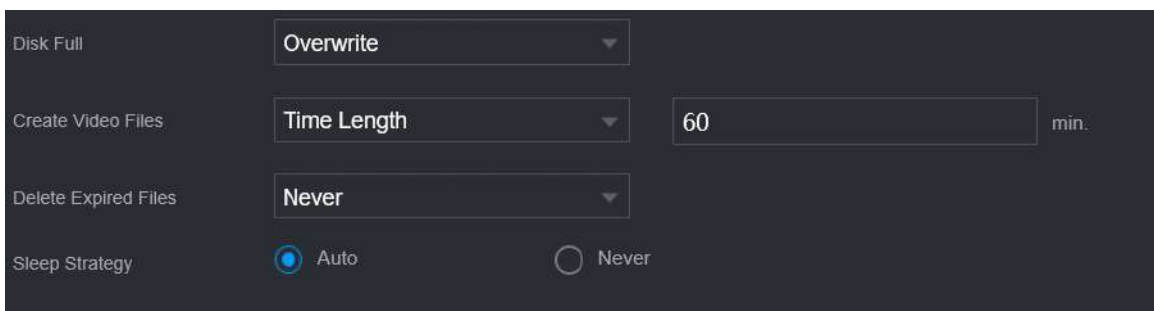 Disk Full Overwrite
Create Video Files Time Length 60 min.
Delete Expired Files Never
Sleep Strategy Auto Never